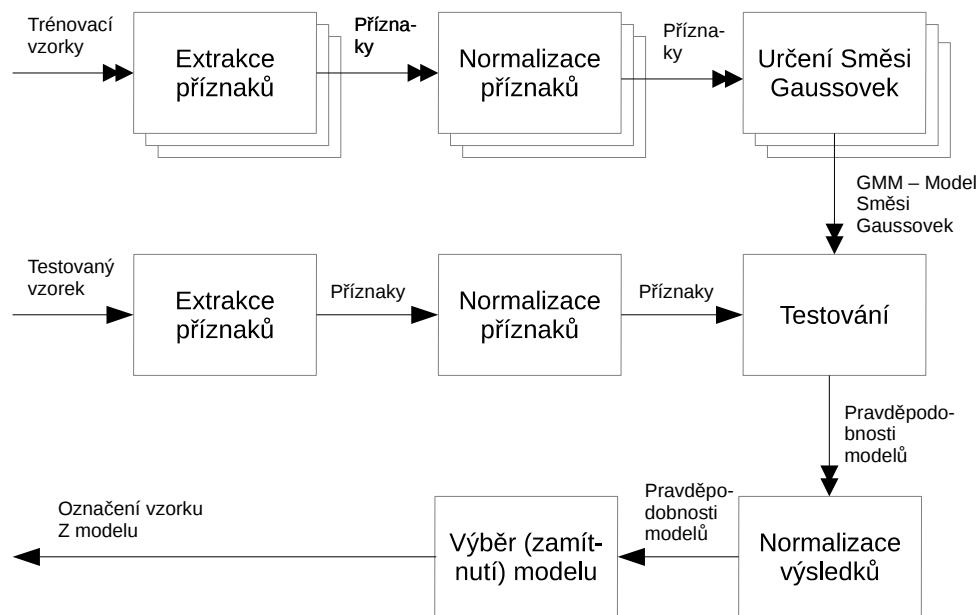 Trénovací
vzorky
Extrakce
příznaků
Přízna-
ky
Normalizace
příznaků
Přízna-
ky
Určení Směsi
Gaussovek
GMM – Model
Směsi
Gaussovek
Testovaný
vzorek
Extrakce
příznaků
Příznaky
Normalizace
příznaků
Příznaky
Testování
Pravděpodo-
bnosti
modelů
Normalizace
výsledků
Pravděpo-
dobnosti
modelů
Výběr (zamít-
nutí) modelu
Označení vzorku
Z modelu